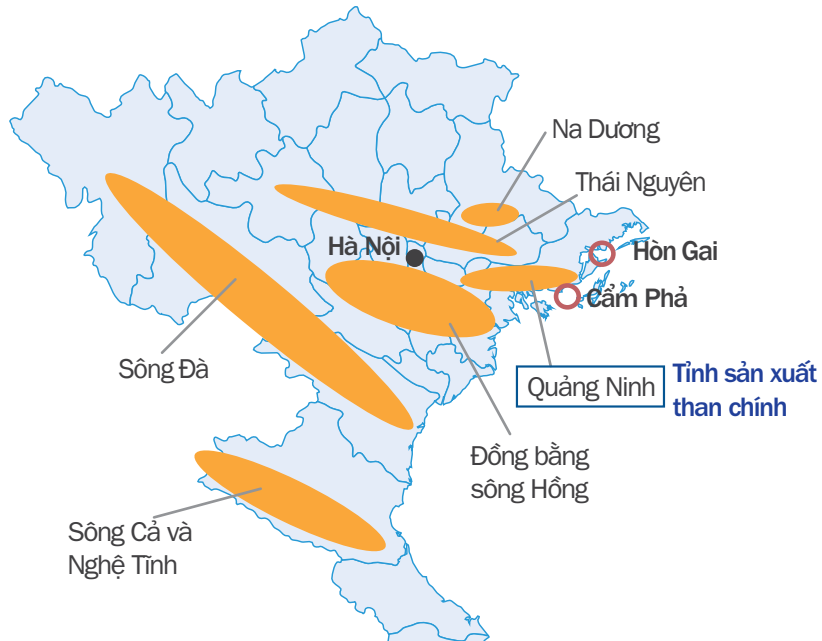 Na Dương
Thái Nguyên
Hà Nội
Hòn Gai
Cẩm Phả
Sông Đà
Quảng Ninh
Tỉnh sản xuất
than chính
Đồng bằng
sông Hồng
Sông Cả và
Nghệ Tĩnh